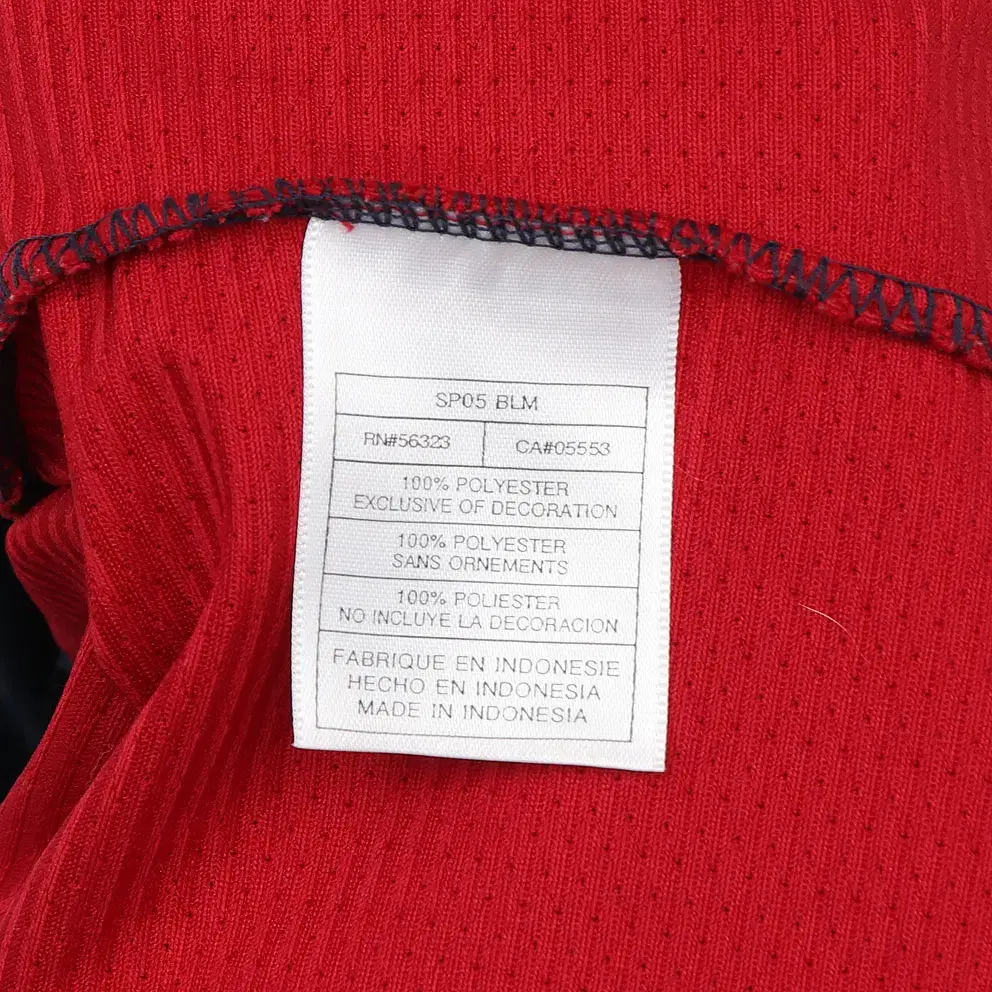 SP05 BLM
RN#56323 CA#05553
100% POLYESTER
EXCLUSIVE OF DECORATION
100% POLYESTER
SANS ORNEMENTS
100% POLIESTER
NO INCLUYE LA DECORACION
FABRIQUE EN INDONESIE
HECHO EN INDONESIA
MADE IN INDONESIA